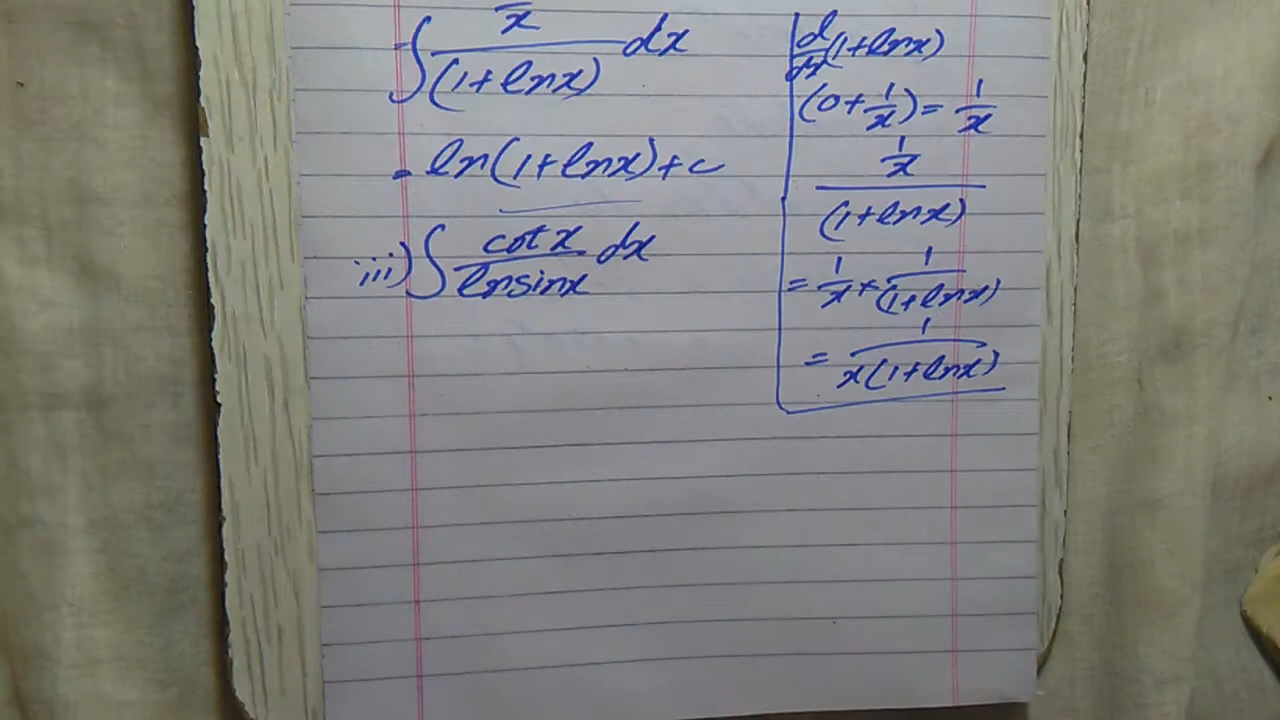 ∫ (1/x)/(1+lnx) dx
= ln(1+lnx)+c
iii) ∫ cotx/lnsinx dx
d/dx(1+lnx)
(0+1/x)=1/x
(1/x)/(1+lnx)
=1/x+1/(1+lnx)
=1/x(1+lnx)